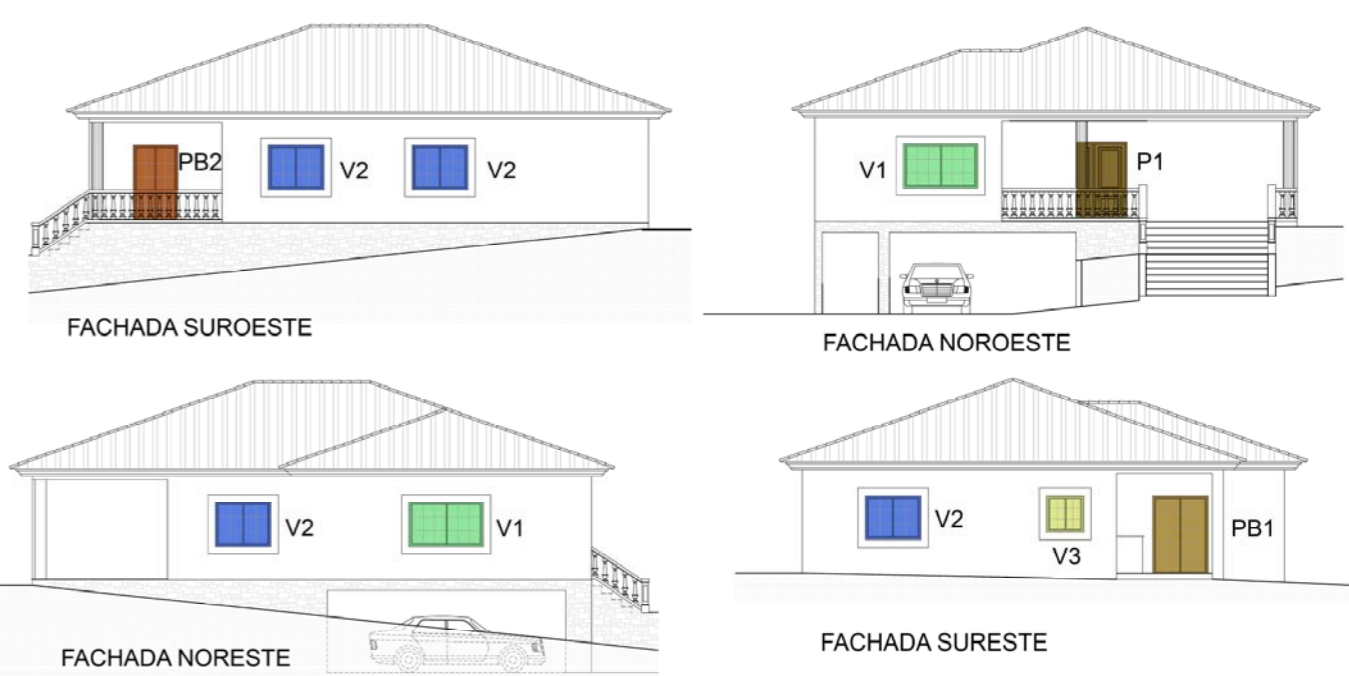 PB2
V2
V2
FACHADA SUROESTE
V1
P1
FACHADA NOROESTE
V2
V1
FACHADA NORESTE
V2
V3
PB1
FACHADA SURESTE